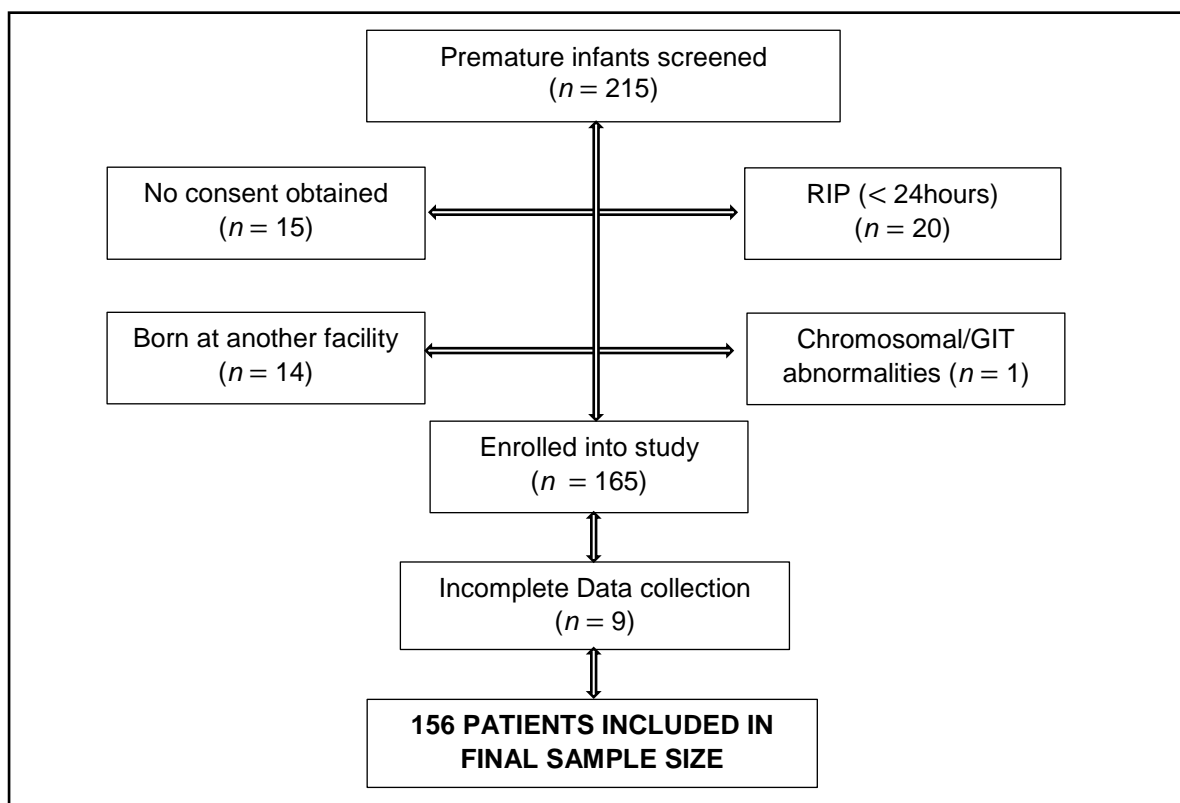 Premature infants screened
(n = 215)
No consent obtained
(n = 15)
RIP (< 24hours)
(n = 20)
Born at another facility
(n = 14)
Chromosomal/GIT
abnormalities (n = 1)
Enrolled into study
(n = 165)
Incomplete Data collection
(n = 9)
156 PATIENTS INCLUDED IN
FINAL SAMPLE SIZE